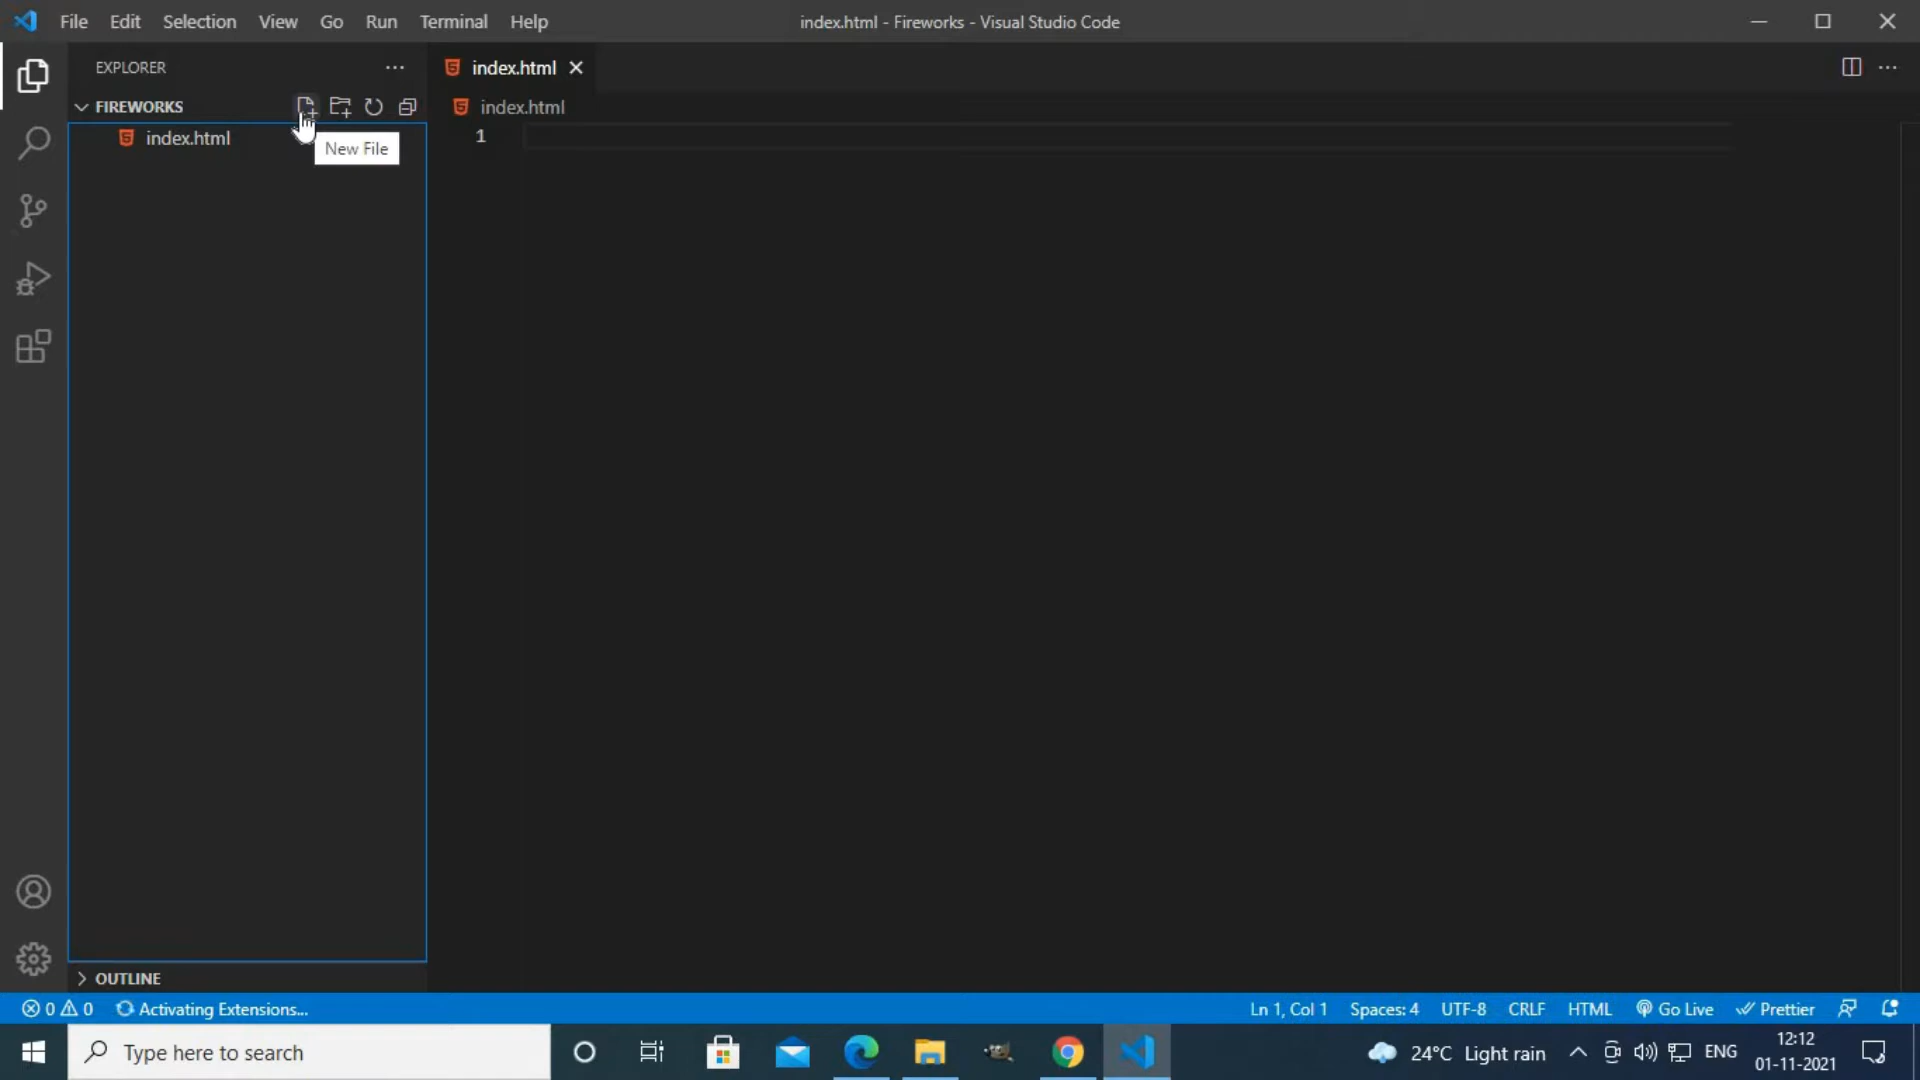 File Edit Selection View Go Run Terminal Help
index.html - Fireworks - Visual Studio Code
EXPLORER
index.html
FIREWORKS
index.html
index.html
New File
1
OUTLINE
0 0 Activating Extensions...
Ln 1, Col 1 Spaces: 4 UTF-8 CRLF HTML Go Live Prettier
Type here to search
24°C Light rain
ENG
12:12
01-11-2021